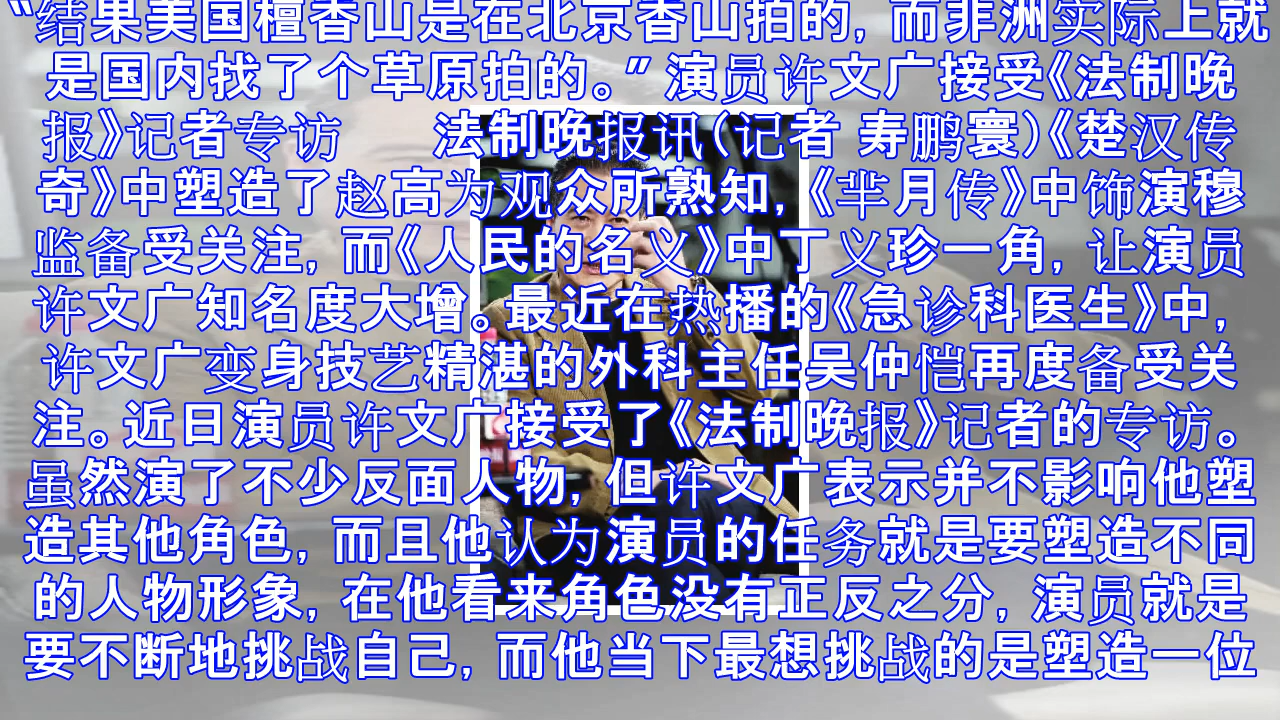 “结果美国檀香山是在北京香山拍的，而非洲实际上就
是国内找了个草原拍的。”演员许文广接受《法制晚
报》记者专访　　法制晚报讯（记者 寿鹏寰）《楚汉传
奇》中塑造了赵高为观众所熟知，《芈月传》中饰演穆
监备受关注，而《人民的名义》中丁义珍一角，让演员
许文广知名度大增。最近在热播的《急诊科医生》中，
许文广变身技艺精湛的外科主任吴仲恺再度备受关
注。近日演员许文广接受了《法制晚报》记者的专访。
虽然演了不少反面人物，但许文广表示并不影响他塑
造其他角色，而且他认为演员的任务就是要塑造不同
的人物形象，在他看来角色没有正反之分，演员就是
要不断地挑战自己，而他当下最想挑战的是塑造一位